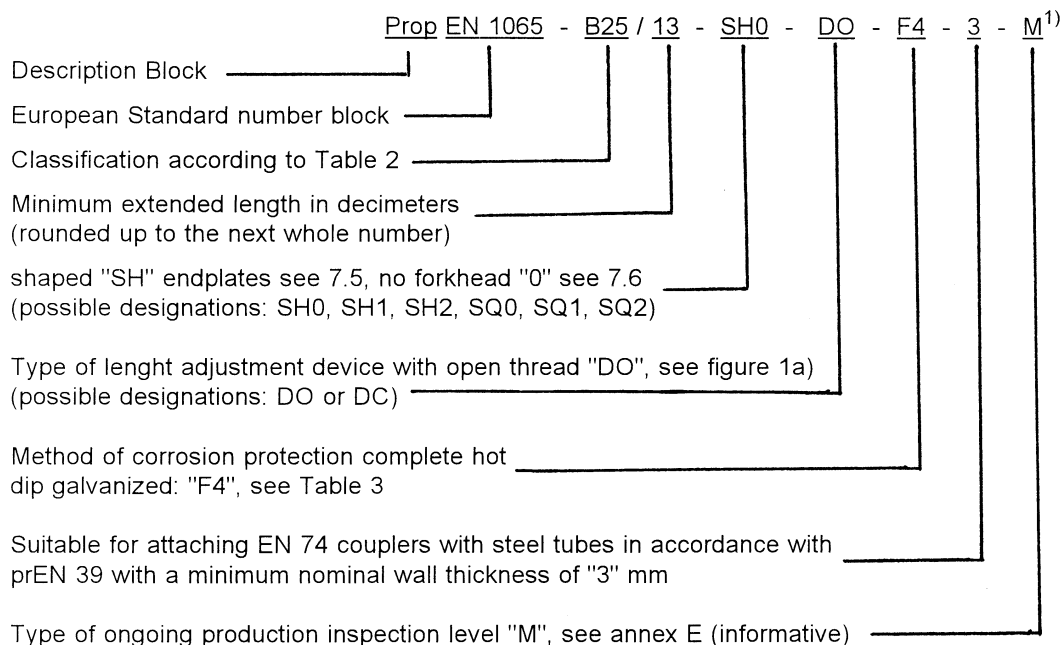 Prop EN 1065 - B25 / 13 - SH0 - DO - F4 - 3 - M1)
Description Block
European Standard number block
Classification according to Table 2
Minimum extended length in decimeters
(rounded up to the next whole number)
shaped "SH" endplates see 7.5, no forkhead "0" see 7.6
(possible designations: SH0, SH1, SH2, SQ0, SQ1, SQ2)
Type of lenght adjustment device with open thread "DO", see figure 1a)
(possible designations: DO or DC)
Method of corrosion protection complete hot
dip galvanized: "F4", see Table 3
Suitable for attaching EN 74 couplers with steel tubes in accordance with
prEN 39 with a minimum nominal wall thickness of "3" mm
Type of ongoing production inspection level "M", see annex E (informative)